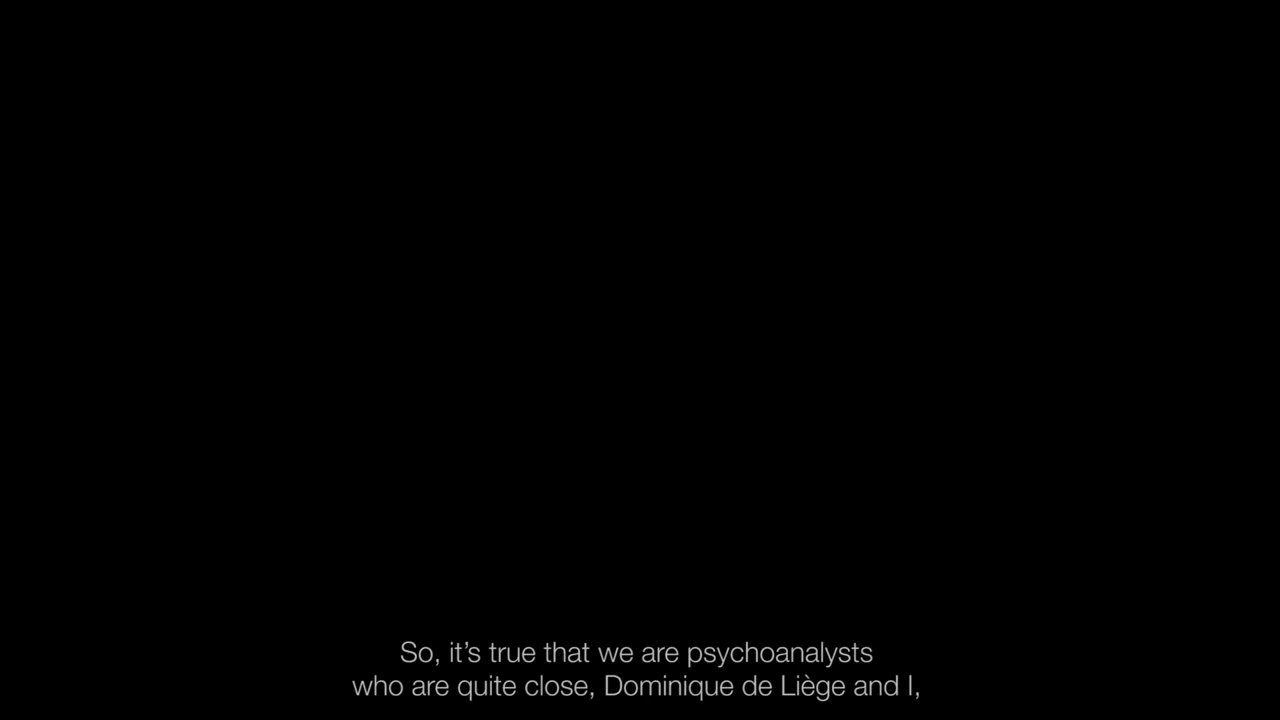 So, it’s true that we are psychoanalysts
who are quite close, Dominique de Liège and I,